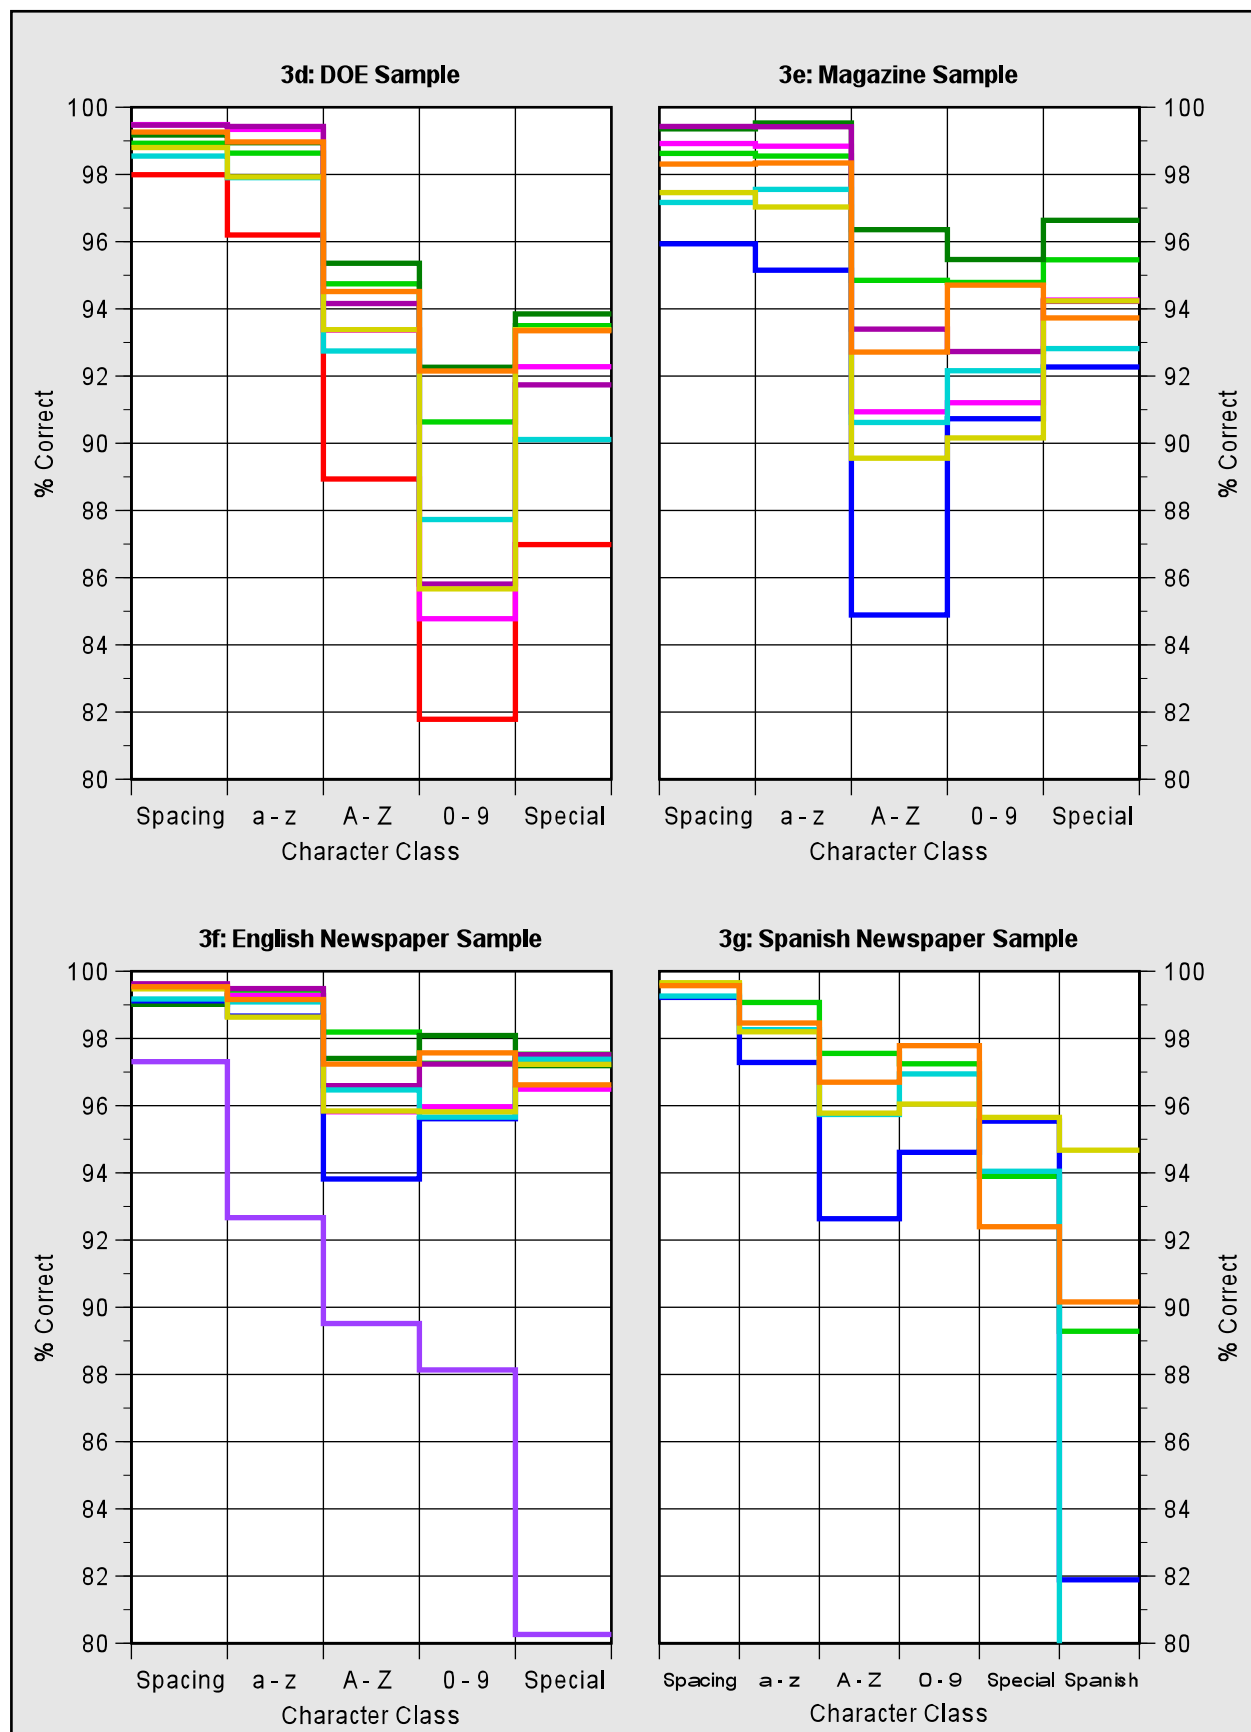 3d: DOE Sample
100
98
96
94
92
90
88
86
84
82
80
% Correct
Spacing a - z A - Z 0 - 9 Special
Character Class
3e: Magazine Sample
100
98
96
94
92
90
88
86
84
82
80
% Correct
Spacing a - z A - Z 0 - 9 Special
Character Class
3f: English Newspaper Sample
100
98
96
94
92
90
88
86
84
82
80
% Correct
Spacing a - z A - Z 0 - 9 Special
Character Class
3g: Spanish Newspaper Sample
100
98
96
94
92
90
88
86
84
82
80
% Correct
Spacing a - z A - Z 0 - 9 Special Spanish
Character Class